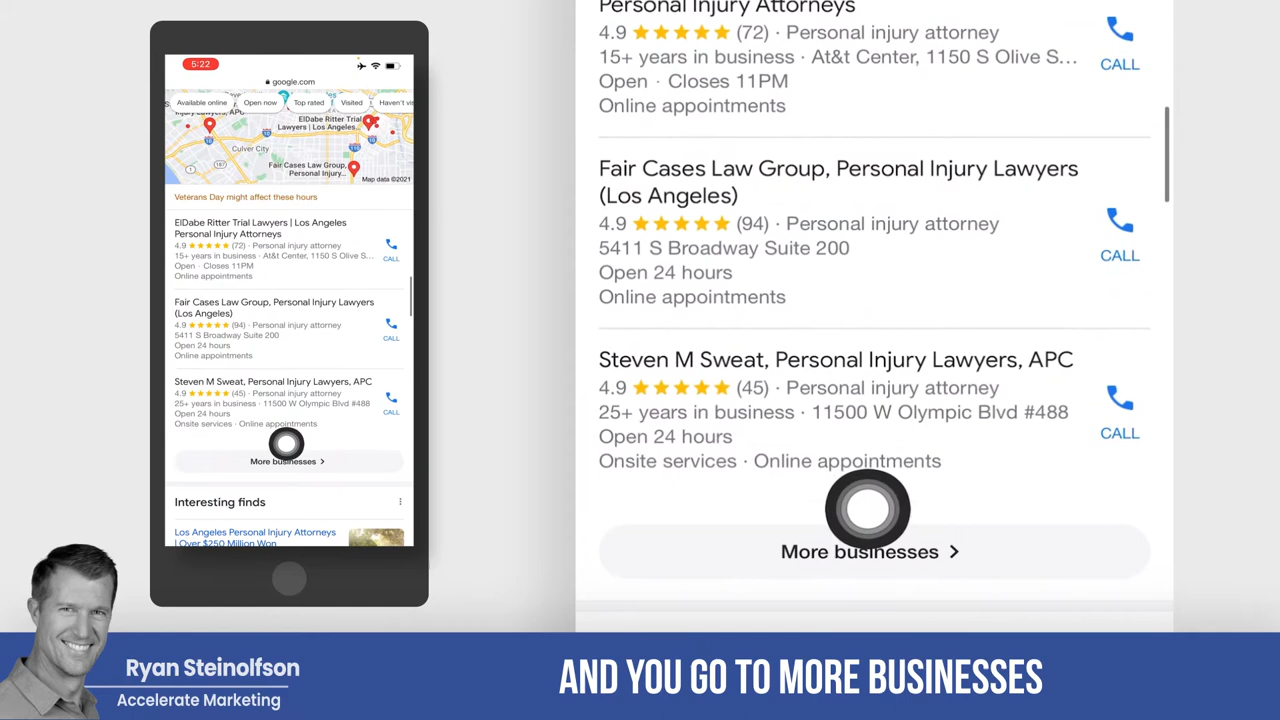 5:22
google.com
Available online
Open now
Top rated
Visited
Haven't vis
ElDabe Ritter Trial
Lawyers | Los Angeles...
Culver City
Fair Cases Law Group,
Personal Injury...
Map data ©2021
Veterans Day might affect these hours
ElDabe Ritter Trial Lawyers | Los Angeles
Personal Injury Attorneys
4.9 (72) · Personal injury attorney
15+ years in business · At&t Center, 1150 S Olive S...
Open · Closes 11PM
Online appointments
CALL
Fair Cases Law Group, Personal Injury Lawyers
(Los Angeles)
4.9 (94) · Personal injury attorney
5411 S Broadway Suite 200
Open 24 hours
Online appointments
CALL
Steven M Sweat, Personal Injury Lawyers, APC
4.9 (45) · Personal injury attorney
25+ years in business · 11500 W Olympic Blvd #488
Open 24 hours
Onsite services · Online appointments
CALL
More businesses >
Interesting finds
Los Angeles Personal Injury Attorneys
| Over $250 Million Won
Personal Injury Attorneys
4.9 (72) · Personal injury attorney
15+ years in business · At&t Center, 1150 S Olive S...
Open · Closes 11PM
Online appointments
CALL
Fair Cases Law Group, Personal Injury Lawyers
(Los Angeles)
4.9 (94) · Personal injury attorney
5411 S Broadway Suite 200
Open 24 hours
Online appointments
CALL
Steven M Sweat, Personal Injury Lawyers, APC
4.9 (45) · Personal injury attorney
25+ years in business · 11500 W Olympic Blvd #488
Open 24 hours
Onsite services · Online appointments
CALL
More businesses >
Ryan Steinolfson
Accelerate Marketing
AND YOU GO TO MORE BUSINESSES